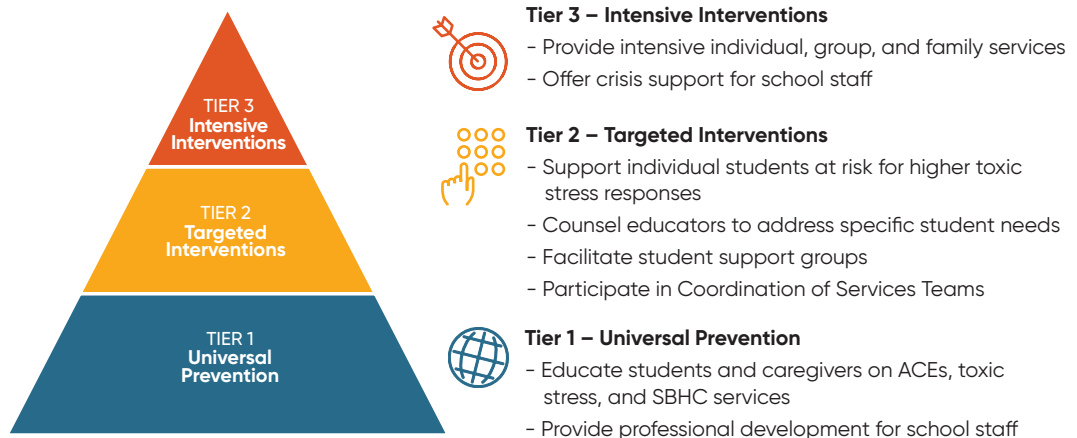 TIER 3
Intensive
Interventions
TIER 2
Targeted
Interventions
TIER 1
Universal
Prevention
Tier 3 – Intensive Interventions
- Provide intensive individual, group, and family services
- Offer crisis support for school staff
Tier 2 – Targeted Interventions
- Support individual students at risk for higher toxic
stress responses
- Counsel educators to address specific student needs
- Facilitate student support groups
- Participate in Coordination of Services Teams
Tier 1 – Universal Prevention
- Educate students and caregivers on ACEs, toxic
stress, and SBHC services
- Provide professional development for school staff